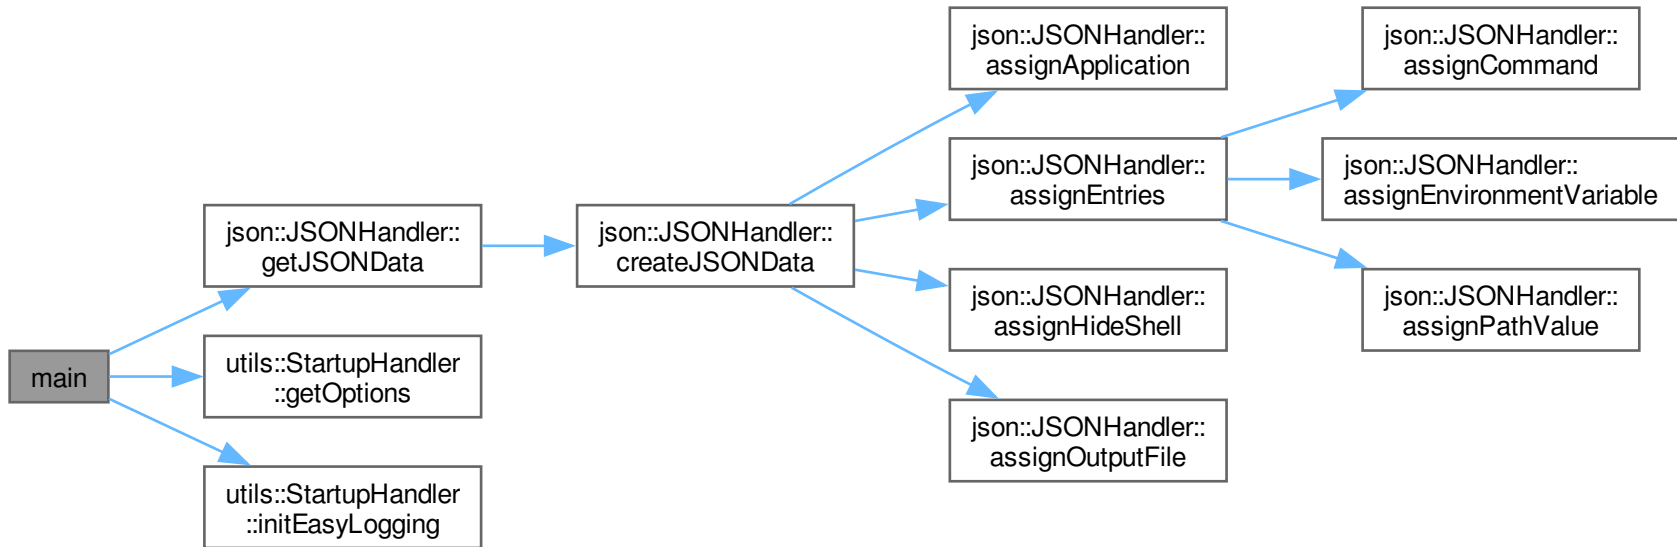 main
json::JSONHandler::
getJSONData
utils::StartupHandler
::getOptions
utils::StartupHandler
::initEasyLogging
json::JSONHandler::
createJSONData
json::JSONHandler::
assignApplication
json::JSONHandler::
assignEntries
json::JSONHandler::
assignHideShell
json::JSONHandler::
assignOutputFile
json::JSONHandler::
assignCommand
json::JSONHandler::
assignEnvironmentVariable
json::JSONHandler::
assignPathValue